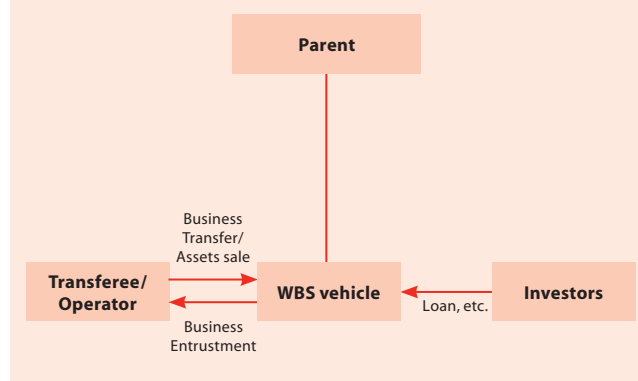 Parent
Business
Transfer/
Assets sale
Transferee/
Operator
WBS vehicle
Loan, etc.
Investors
Business
Entrustment